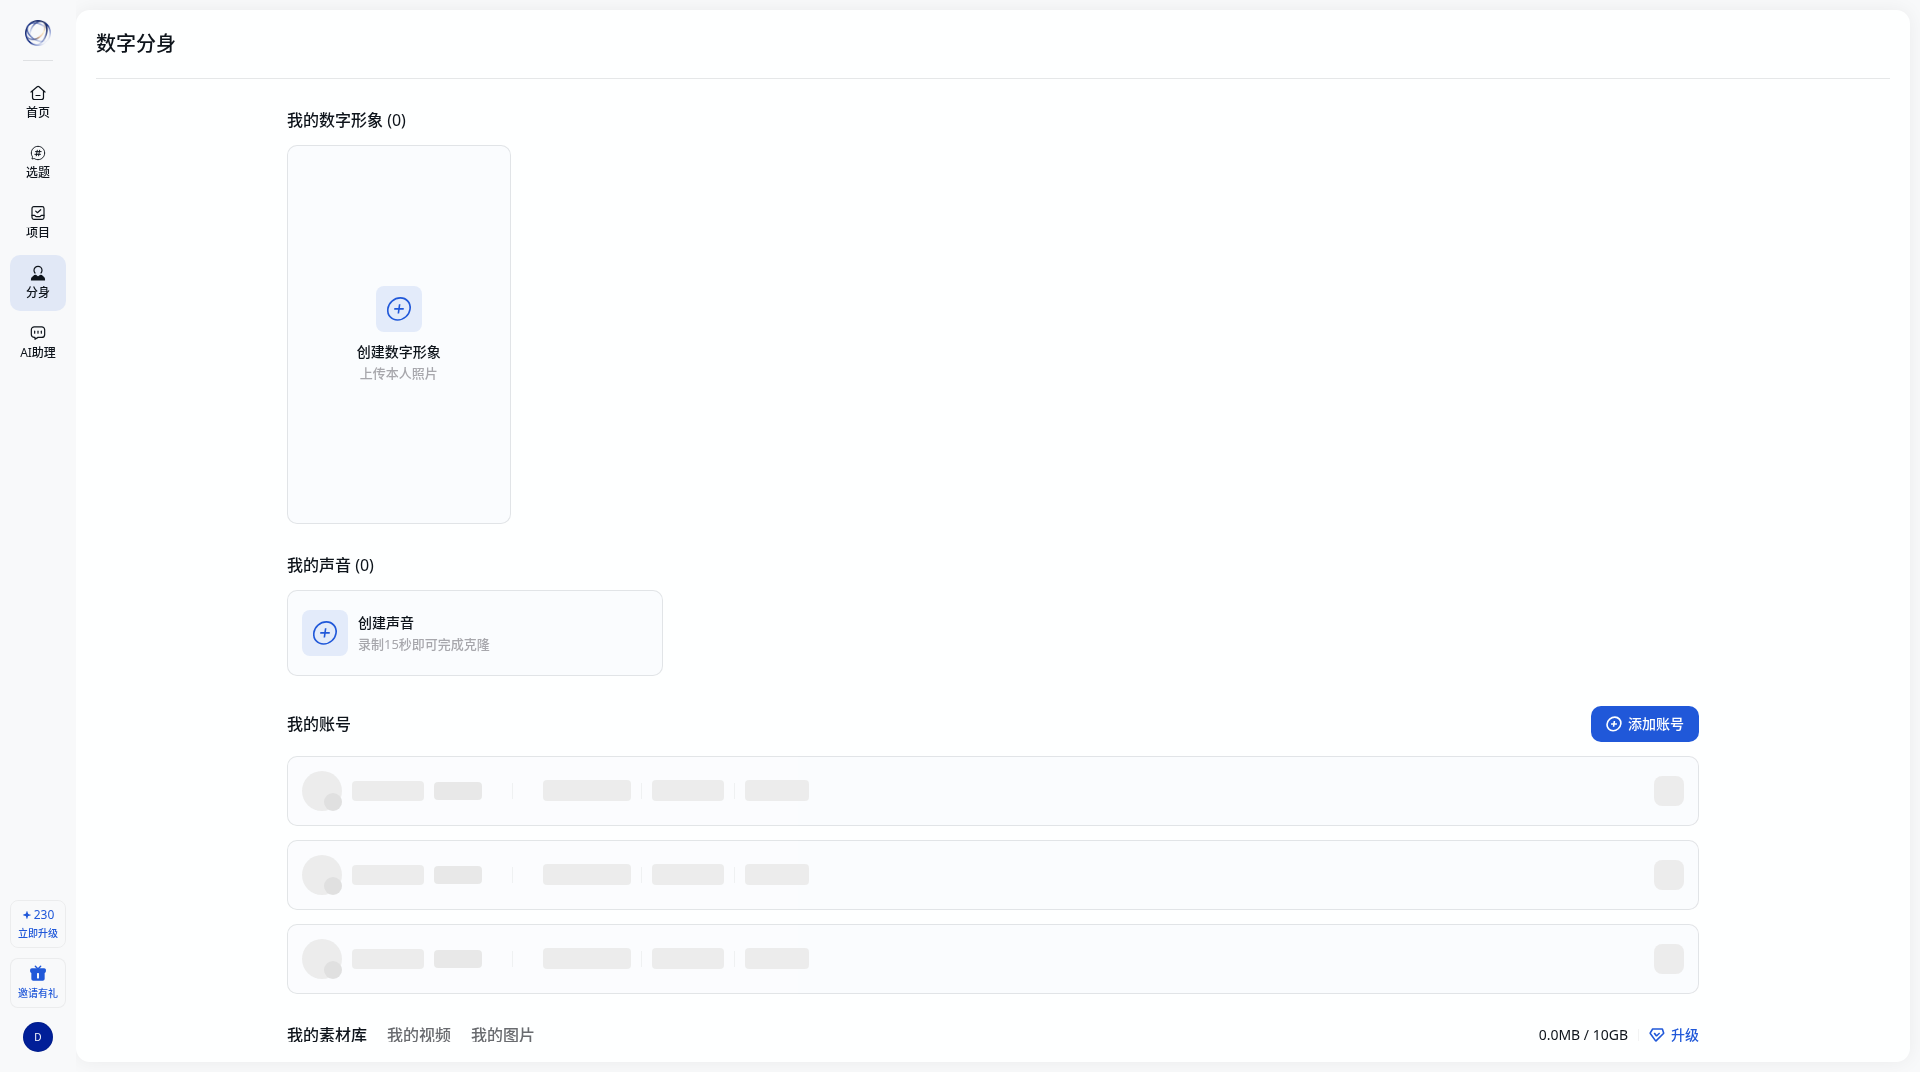 数字分身
首页
选题
项目
分身
AI助理
我的数字形象 (0)
创建数字形象
上传本人照片
我的声音 (0)
创建声音
录制15秒即可完成克隆
我的账号
添加账号
230
立即升级
邀请有礼
D
我的素材库 我的视频 我的图片
0.0MB / 10GB 升级